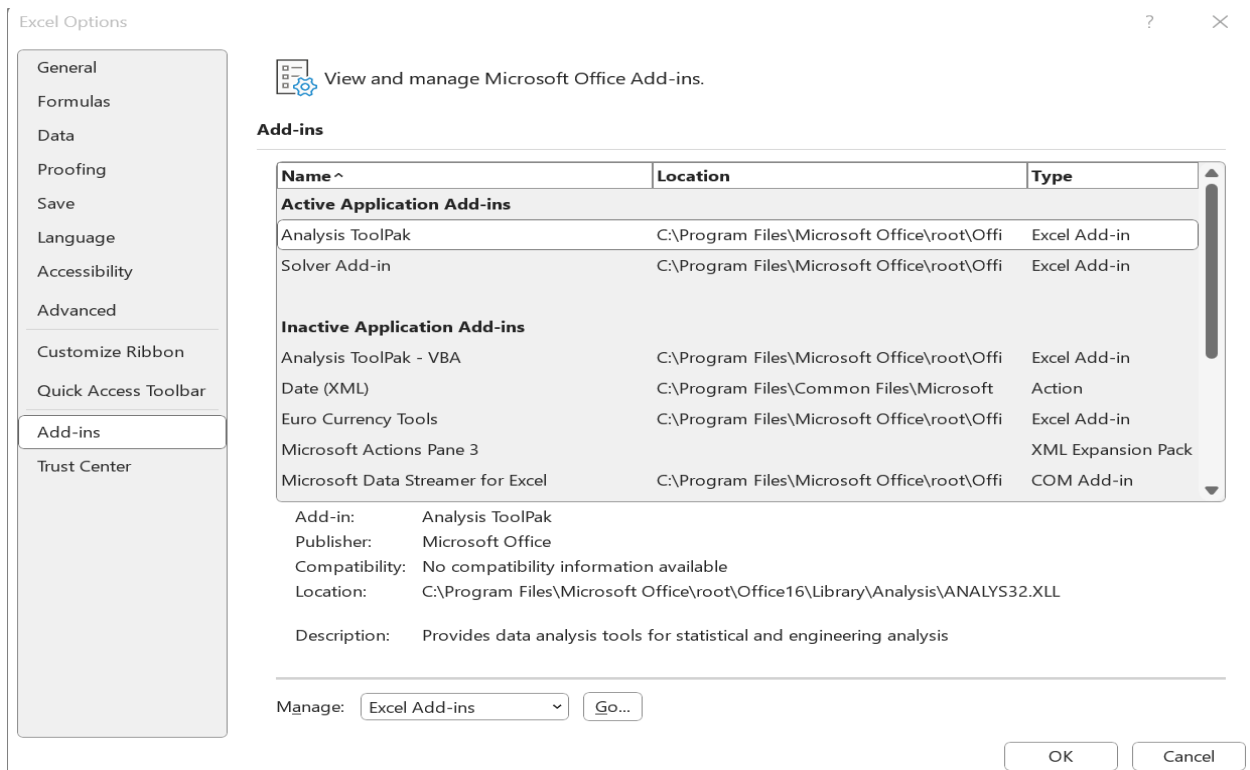 Excel Options ?
General
Formulas
Data
Proofing
Save
Language
Accessibility
Advanced
Customize Ribbon
Quick Access Toolbar
Add-ins
Trust Center
View and manage Microsoft Office Add-ins.
Add-ins
Name Location Type
Active Application Add-ins
Analysis ToolPak C:\Program Files\Microsoft Office\root\Offi Excel Add-in
Solver Add-in C:\Program Files\Microsoft Office\root\Offi Excel Add-in
Inactive Application Add-ins
Analysis ToolPak - VBA C:\Program Files\Microsoft Office\root\Offi Excel Add-in
Date (XML) C:\Program Files\Common Files\Microsoft Action
Euro Currency Tools C:\Program Files\Microsoft Office\root\Offi Excel Add-in
Microsoft Actions Pane 3 XML Expansion Pack
Microsoft Data Streamer for Excel C:\Program Files\Microsoft Office\root\Offi COM Add-in
Add-in: Analysis ToolPak
Publisher: Microsoft Office
Compatibility: No compatibility information available
Location: C:\Program Files\Microsoft Office\root\Office16\Library\Analysis\ANALYS32.XLL
Description: Provides data analysis tools for statistical and engineering analysis
Manage: Excel Add-ins Go...
OK Cancel